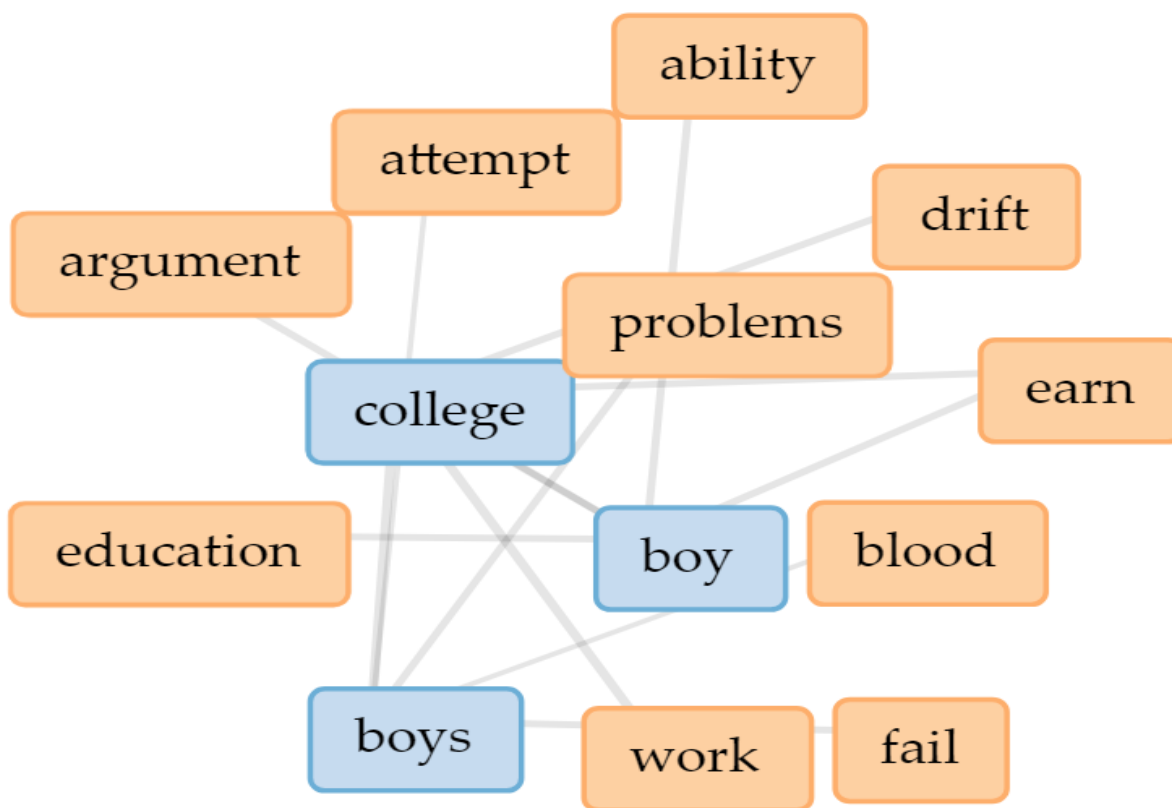 ability
attempt
drift
argument
problems
earn
college
education
boy
blood
boys
work
fail